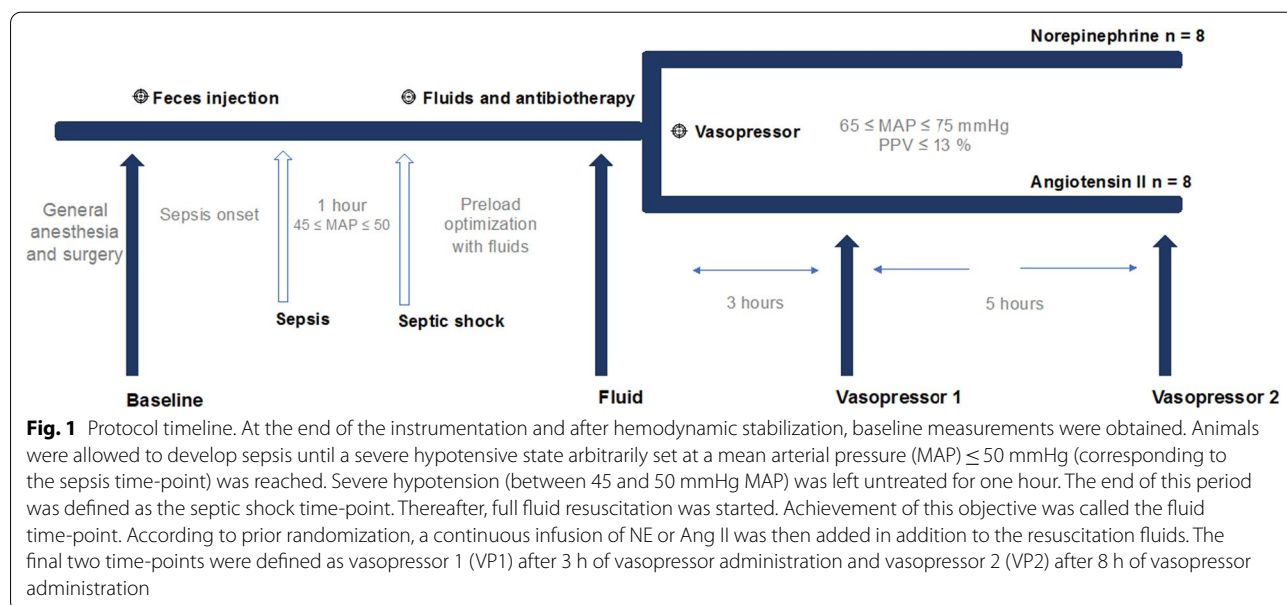 Norepinephrine n = 8
Feces injection
Fluids and antibiotherapy
Vasopressor
65 ≤ MAP ≤ 75 mmHg
PPV ≤ 13 %
General
anesthesia
and surgery
Sepsis onset
1 hour
45 ≤ MAP ≤ 50
Preload
optimization
with fluids
Angiotensin II n = 8
3 hours
5 hours
Sepsis
Septic shock
Baseline
Fluid
Vasopressor 1
Vasopressor 2
Fig. 1 Protocol timeline. At the end of the instrumentation and after hemodynamic stabilization, baseline measurements were obtained. Animals
were allowed to develop sepsis until a severe hypotensive state arbitrarily set at a mean arterial pressure (MAP) ≤ 50 mmHg (corresponding to
the sepsis time-point) was reached. Severe hypotension (between 45 and 50 mmHg MAP) was left untreated for one hour. The end of this period
was defined as the septic shock time-point. Thereafter, full fluid resuscitation was started. Achievement of this objective was called the fluid
time-point. According to prior randomization, a continuous infusion of NE or Ang II was then added in addition to the resuscitation fluids. The
final two time-points were defined as vasopressor 1 (VP1) after 3 h of vasopressor administration and vasopressor 2 (VP2) after 8 h of vasopressor
administration